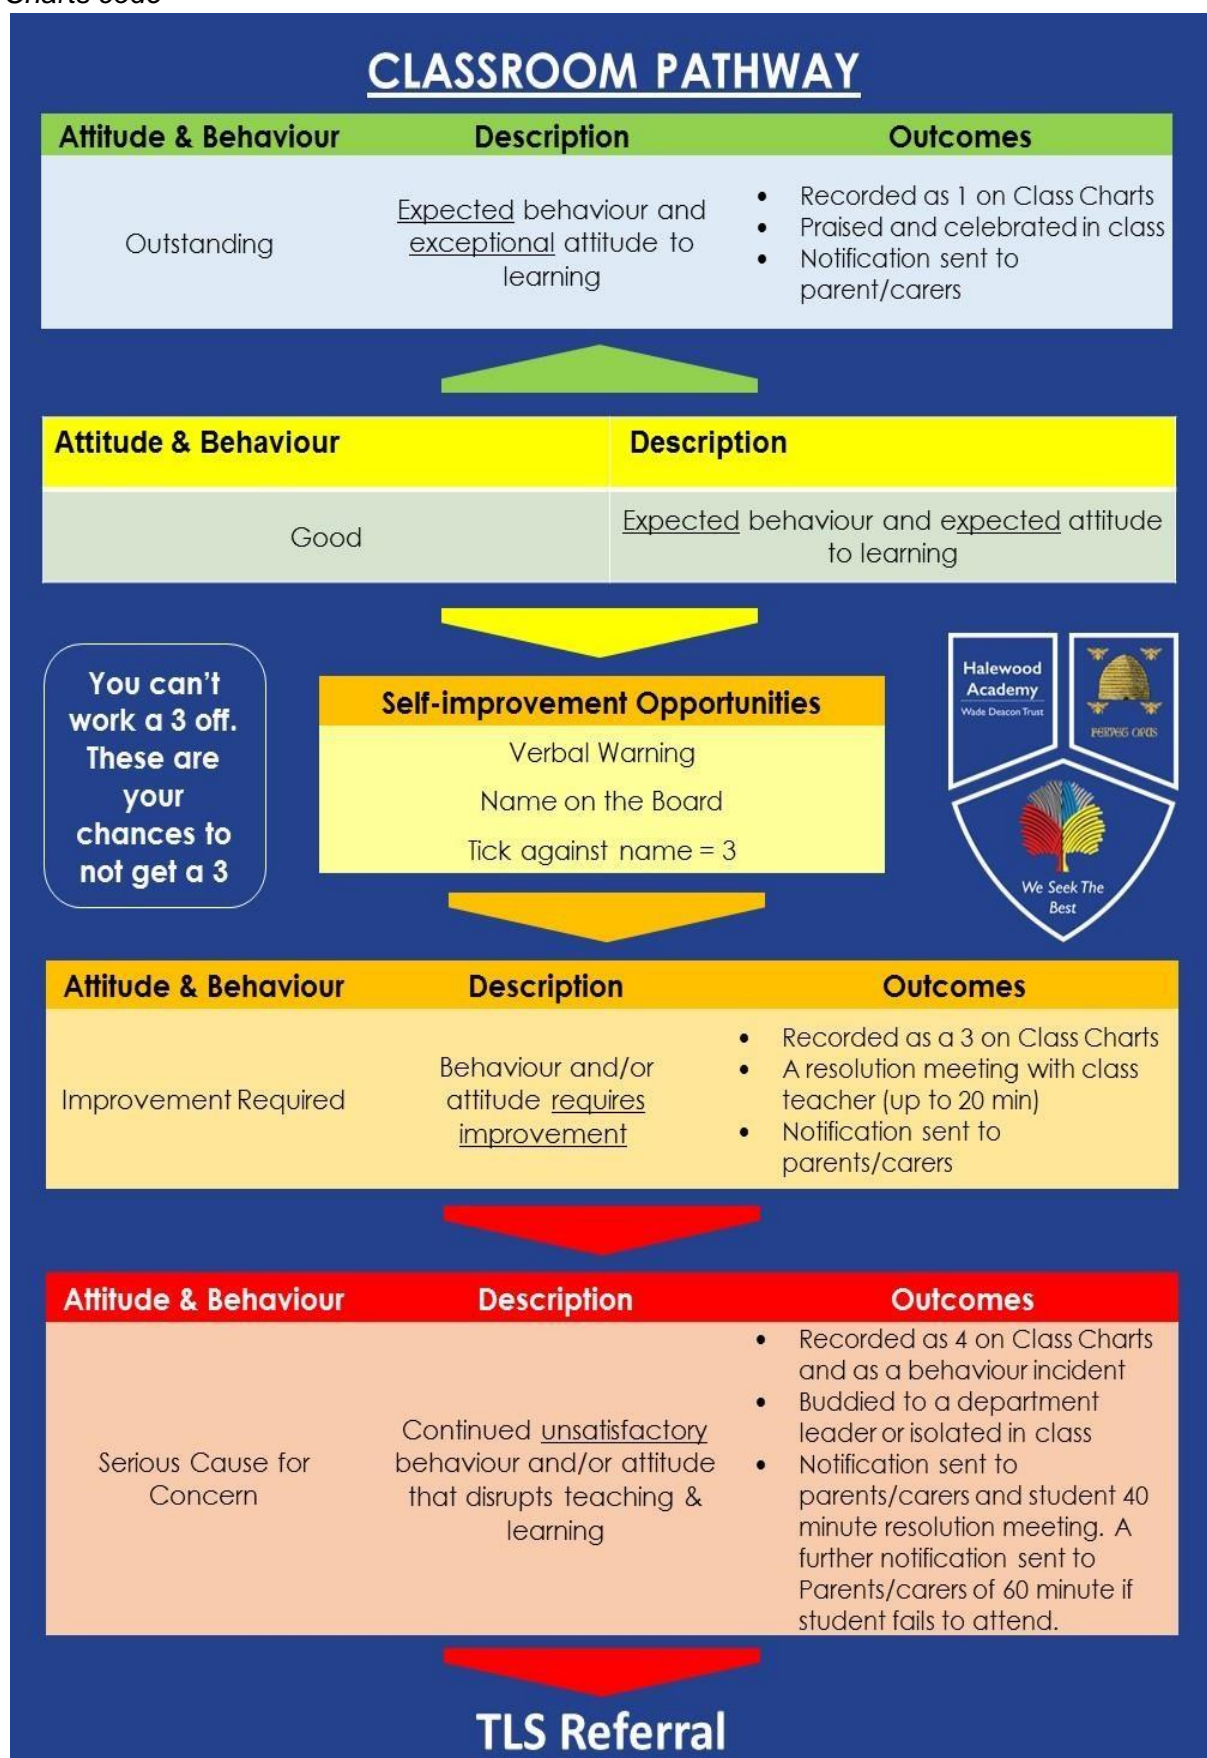 CLASSROOM PATHWAY
Attitude & Behaviour Description Outcomes
Outstanding
Expected behaviour and
exceptional attitude to
learning
• Recorded as 1 on Class Charts
• Praised and celebrated in class
• Notification sent to
parent/carers
Attitude & Behaviour Description
Good
Expected behaviour and expected attitude
to learning
You can't
work a 3 off.
These are
your
chances to
not get a 3
Self-improvement Opportunities
Verbal Warning
Name on the Board
Tick against name = 3
Halewood
Academy
Wade Deacon Trust
We Seek The
Best
Attitude & Behaviour Description Outcomes
Improvement Required
Behaviour and/or
attitude requires
improvement
• Recorded as a 3 on Class Charts
• A resolution meeting with class
teacher (up to 20 min)
• Notification sent to
parents/carers
Attitude & Behaviour Description Outcomes
Serious Cause for
Concern
Continued unsatisfactory
behaviour and/or attitude
that disrupts teaching &
learning
• Recorded as 4 on Class Charts
and as a behaviour incident
• Buddied to a department
leader or isolated in class
• Notification sent to
parents/carers and student 40
minute resolution meeting. A
further notification sent to
Parents/carers of 60 minute if
student fails to attend.
TLS Referral